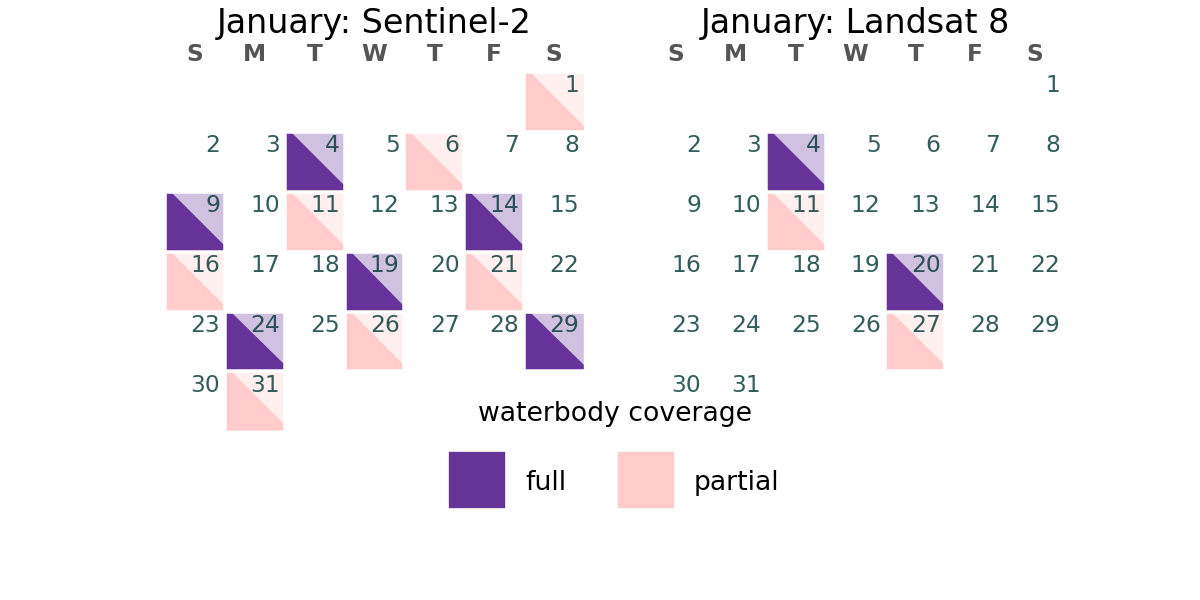 January: Sentinel-2
S M T W T F S
1
2 3 4 5 6 7 8
9 10 11 12 13 14 15
16 17 18 19 20 21 22
23 24 25 26 27 28 29
30 31
January: Landsat 8
S M T W T F S
1
2 3 4 5 6 7 8
9 10 11 12 13 14 15
16 17 18 19 20 21 22
23 24 25 26 27 28 29
30 31
waterbody coverage
full partial